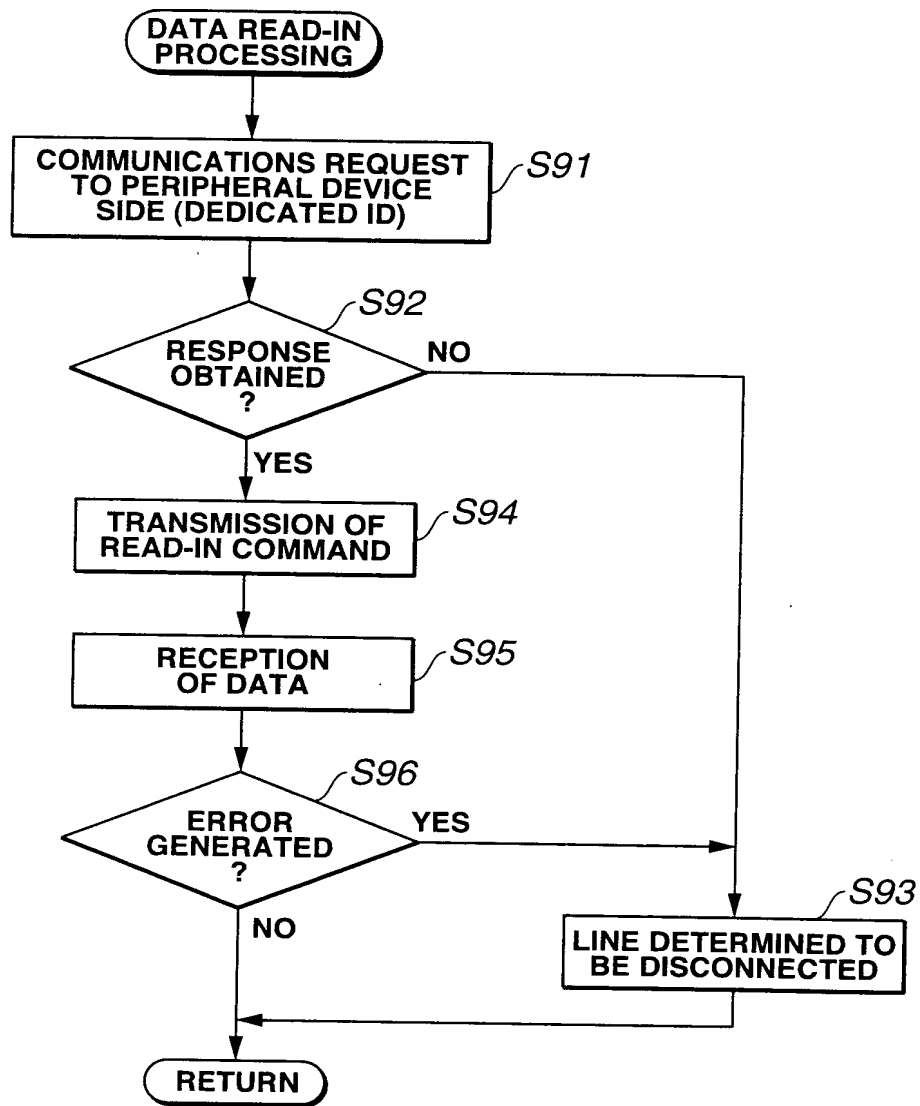 DATA READ-IN
PROCESSING
COMMUNICATIONS REQUEST
TO PERIPHERAL DEVICE
SIDE (DEDICATED ID)
S91
S92
RESPONSE
OBTAINED
?
NO
YES
TRANSMISSION OF
READ-IN COMMAND
S94
RECEPTION
OF DATA
S95
S96
ERROR
GENERATED
?
YES
NO
S93
LINE DETERMINED TO
BE DISCONNECTED
RETURN